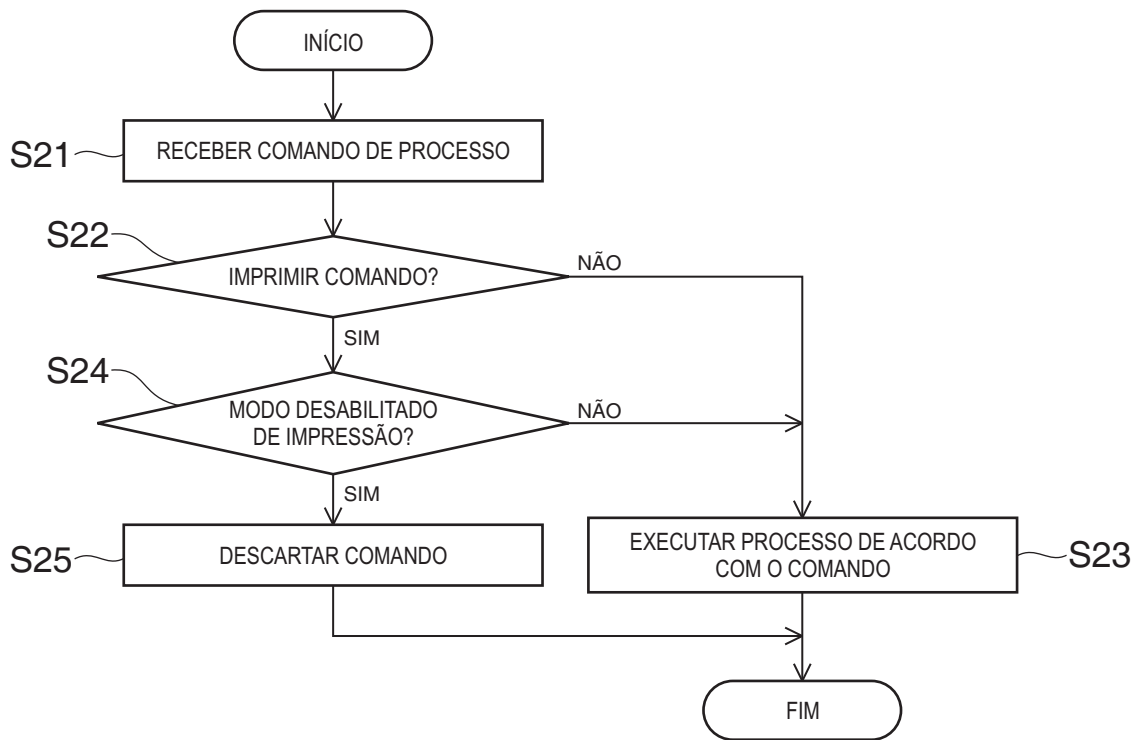 INÍCIO
S21
RECEBER COMANDO DE PROCESSO
S22
IMPRIMIR COMANDO?
NÃO
SIM
S24
MODO DESABILITADO
DE IMPRESSÃO?
NÃO
SIM
S25
DESCARTAR COMANDO
EXECUTAR PROCESSO DE ACORDO
COM O COMANDO
S23
FIM